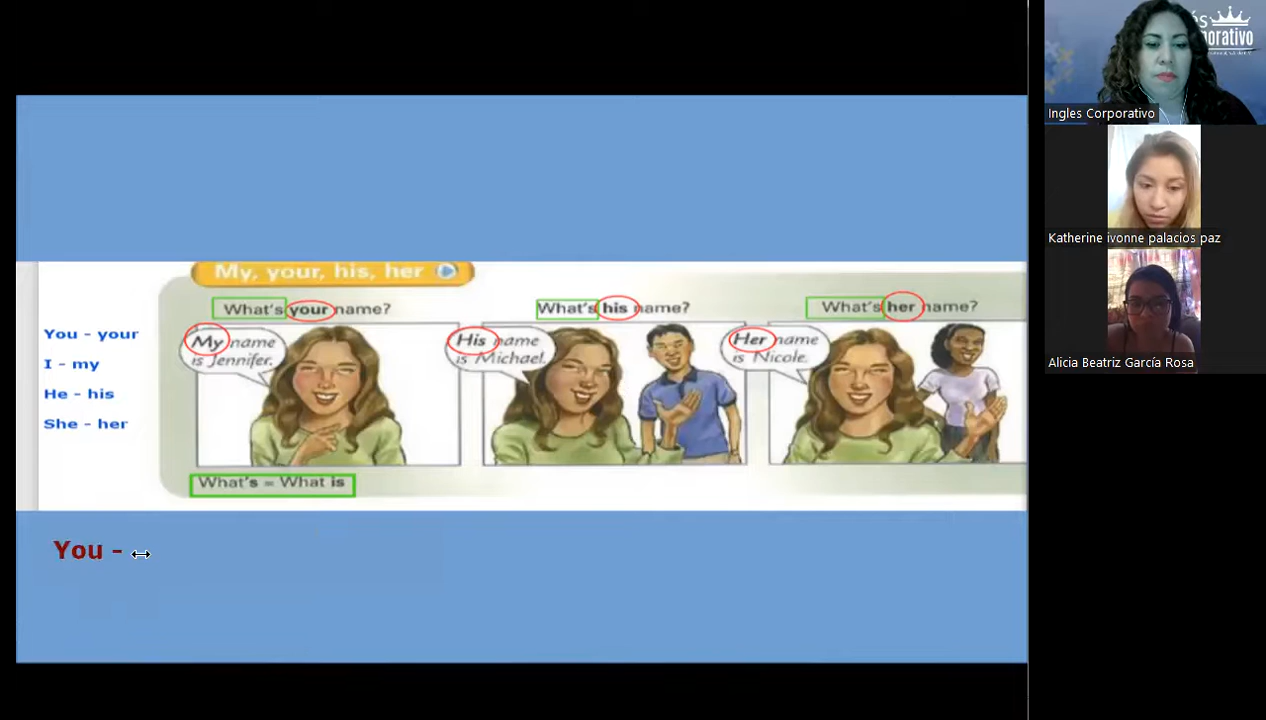 My, your, his, her
What's your name?
What's his name?
What's her name?
You - your
I - my
He - his
She - her
My name
is Jennifer.
His name
is Michael.
Her name
is Nicole.
What's = What is
You -
Ingles Corporativo
Katherine ivonne palacios paz
Alicia Beatriz García Rosa